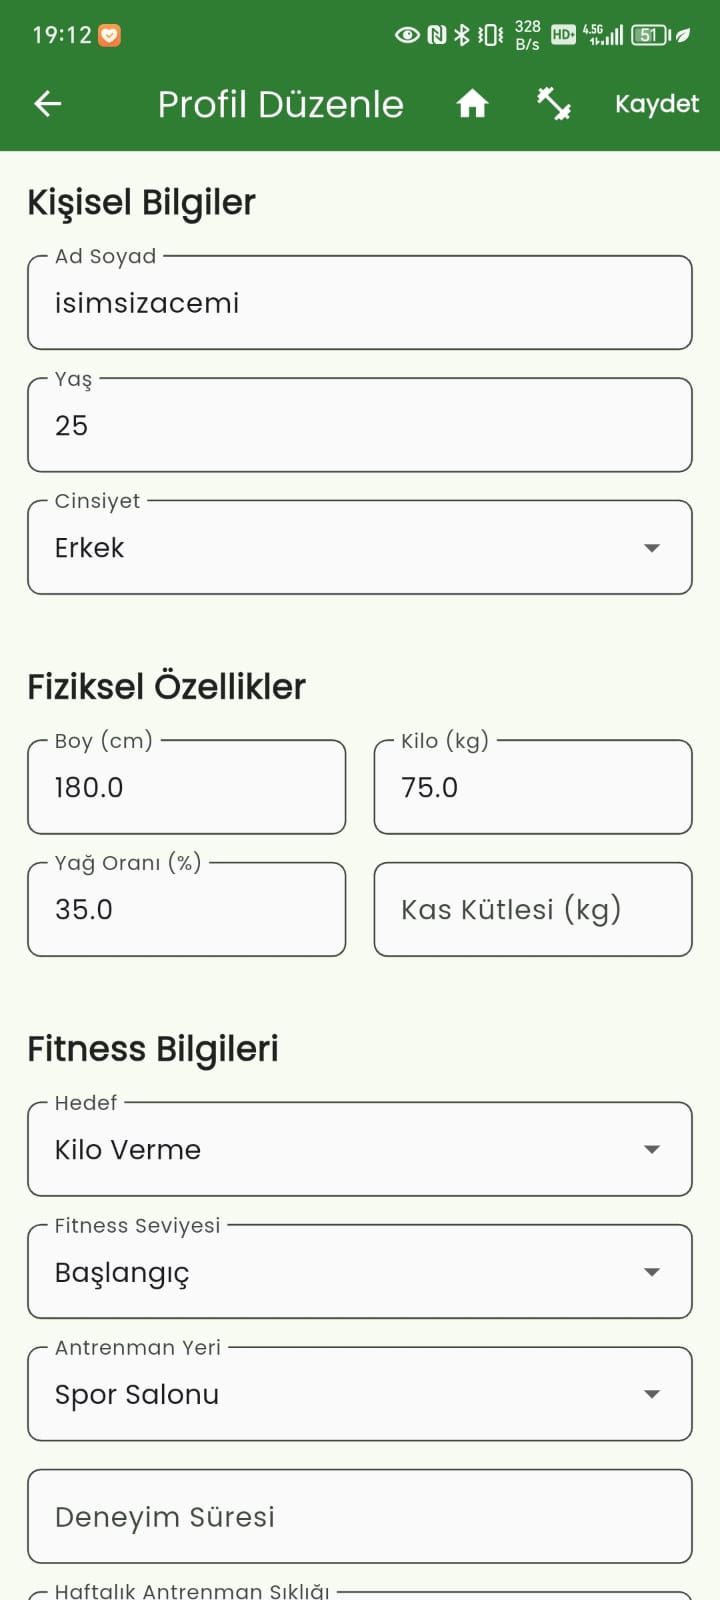 19:12
328 B/s HD+ 4.5G 51
Profil Düzenle Kaydet
Kişisel Bilgiler
Ad Soyad
isimsizacemi
Yaş
25
Cinsiyet
Erkek
Fiziksel Özellikler
Boy (cm) Kilo (kg)
180.0 75.0
Yağ Oranı (%)
35.0 Kas Kütlesi (kg)
Fitness Bilgileri
Hedef
Kilo Verme
Fitness Seviyesi
Başlangıç
Antrenman Yeri
Spor Salonu
Deneyim Süresi
Haftalık Antrenman Sıklığı